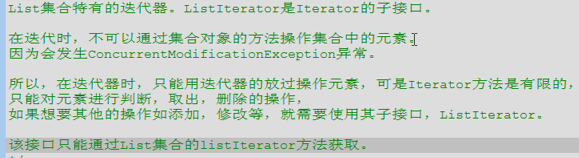 List集合特有的迭代器。ListIterator是Iterator的子接口。
在迭代时，不可以通过集合对象的方法操作集合中的元素。
因为会发生ConcurrentModificationException异常。
所以，在迭代器时，只能用迭代器的放过操作元素，可是Iterator方法是有限的，
只能对元素进行判断，取出，删除的操作，
如果想要其他的操作如添加，修改等，就需要使用其子接口，ListIterator。
该接口只能通过List集合的listIterator方法获取。